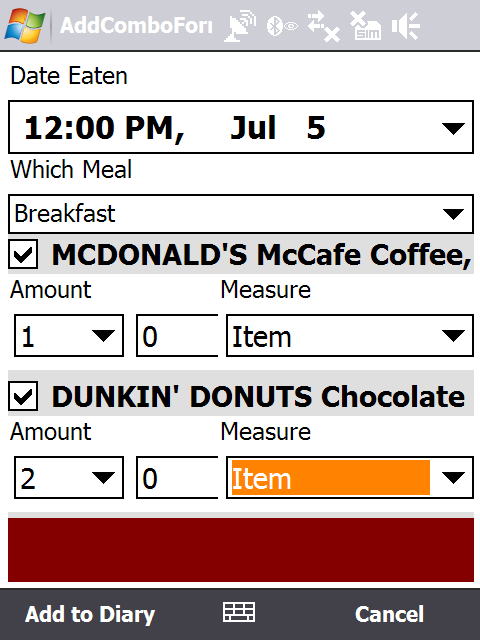 AddComboFor
Date Eaten
12:00 PM, Jul 5
Which Meal
Breakfast
MCDONALD'S McCafe Coffee,
Amount Measure
1 0 Item
DUNKIN' DONUTS Chocolate
Amount Measure
2 0 Item
Add to Diary Cancel